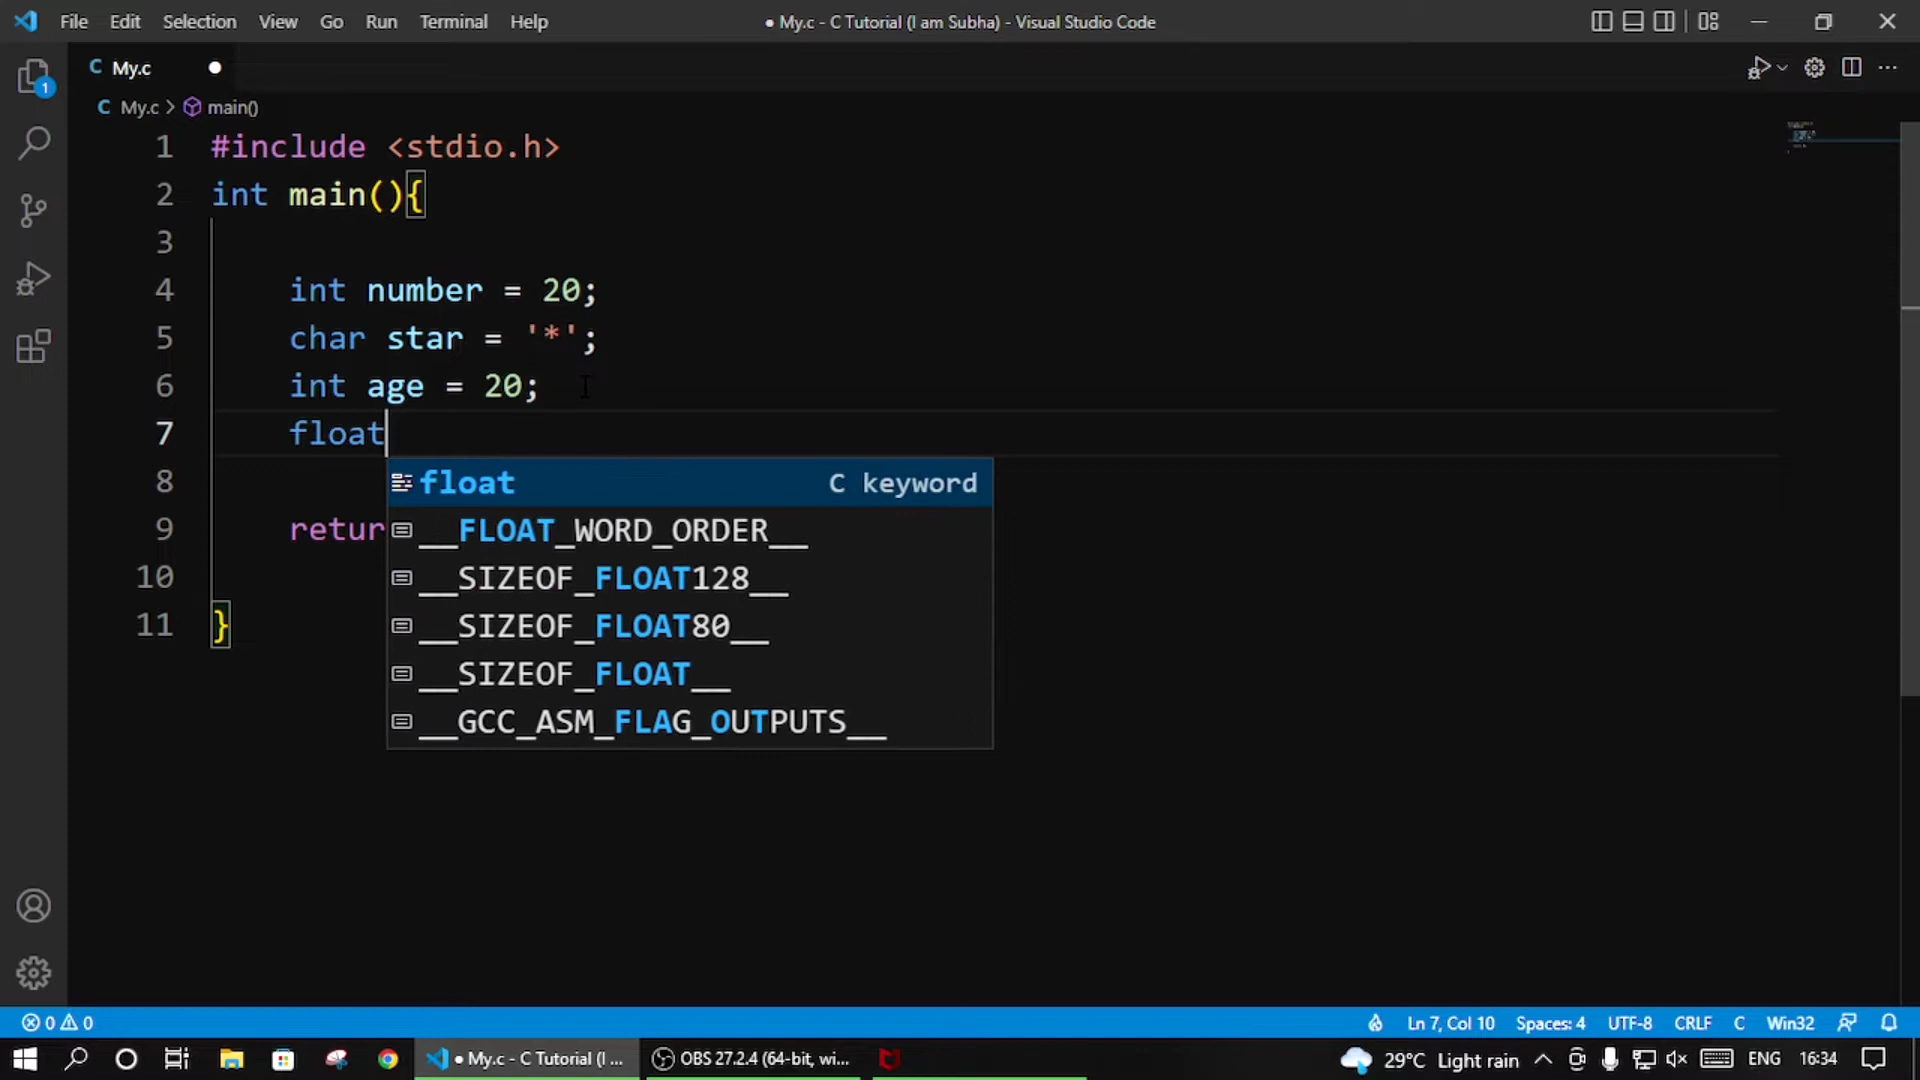 File Edit Selection View Go Run Terminal Help
● My.c - C Tutorial (I am Subha) - Visual Studio Code
C My.c
C My.c > main()
1 #include <stdio.h>
2 int main(){
3
4 int number = 20;
5 char star = '*';
6 int age = 20;
7 float
8
9 retur
10
11 }
float C keyword
__FLOAT_WORD_ORDER__
__SIZEOF_FLOAT128__
__SIZEOF_FLOAT80__
__SIZEOF_FLOAT__
__GCC_ASM_FLAG_OUTPUTS__
1
0 0 Ln 7, Col 10 Spaces: 4 UTF-8 CRLF C Win32
● My.c - C Tutorial (I ... OBS 27.2.4 (64-bit, wi... 29°C Light rain ENG 16:34